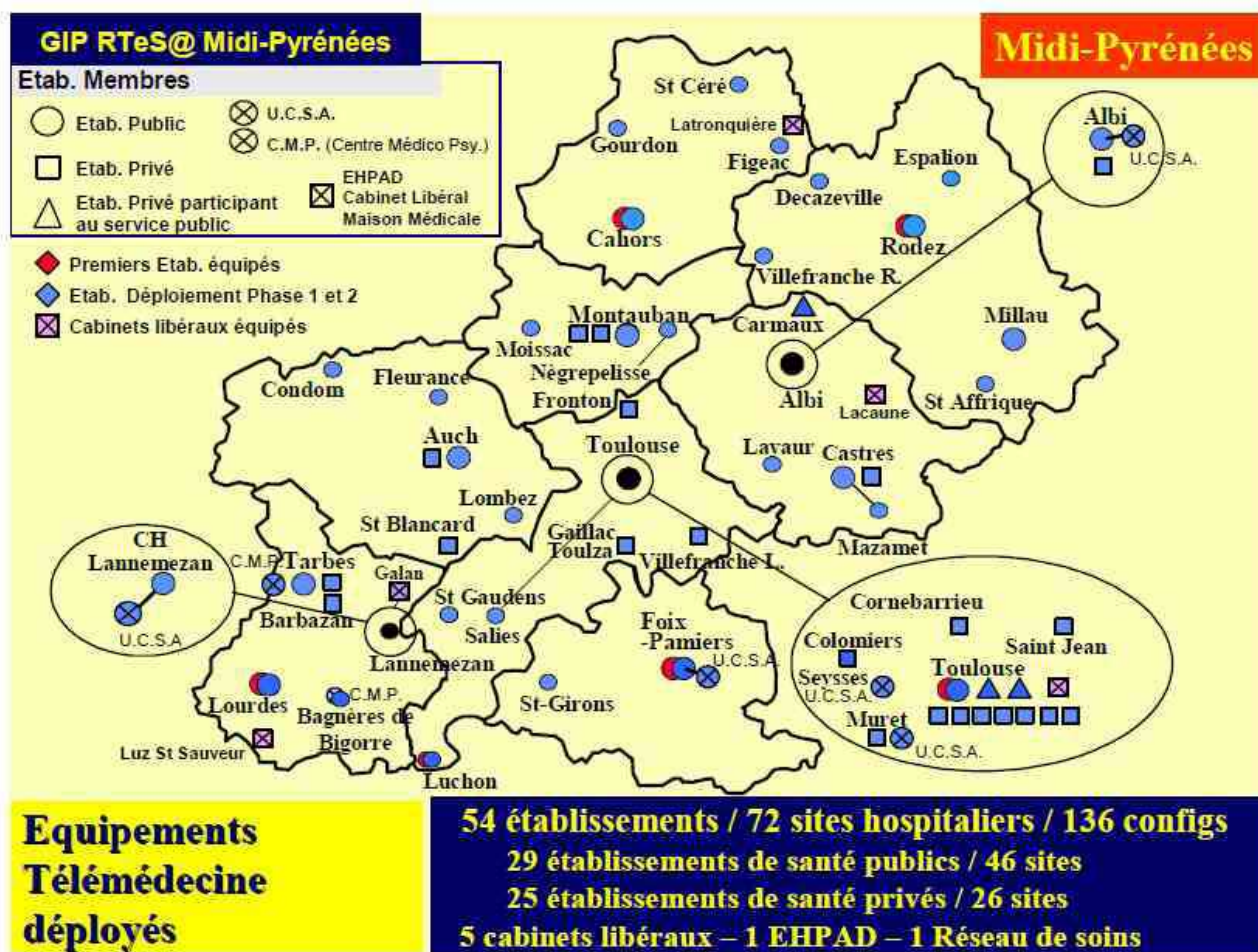 GIP RTeS@ Midi-Pyrénées
Midi-Pyrénées
Etab. Membres
Etab. Public
U.C.S.A.
C.M.P. (Centre Médico Psy.)
Etab. Privé
EHPAD
Cabinet Libéral
Maison Médicale
Etab. Privé participant
au service public
Premiers Etab. équipés
Etab. Déploiement Phase 1 et 2
Cabinets libéraux équipés
St Céré
Latronquière
Gourdon
Figeac
Decazeville
Espalion
Albi
U.C.S.A.
Cahors
Rodez
Villefranche R.
Montauban
Carmaux
Millau
Moissac
Nègrepelisse
Fronton
Condom
Fleurance
Albi
Lacaune
St Affrique
Auch
Toulouse
Lavaur
Castres
Lombez
St Blancard
Gaillac
Toulza
Villefranche L.
Mazamet
CH
Lannemezan
U.C.S.A
C.M.P.
Tarbes
Galan
Barbazan
St Gaudens
Salies
Lannemezan
Foix
-Pamiers
U.C.S.A.
Cornebarrieu
Colomiers
Saint Jean
Seysses
U.C.S.A.
Toulouse
Muret
U.C.S.A.
Lourdes
C.M.P.
Bagnères de
Bigorre
St-Girons
Luz St Sauveur
Luchon
Equipements
Télémédecine
déployés
54 établissements / 72 sites hospitaliers / 136 configs
29 établissements de santé publics / 46 sites
25 établissements de santé privés / 26 sites
5 cabinets libéraux – 1 EHPAD – 1 Réseau de soins